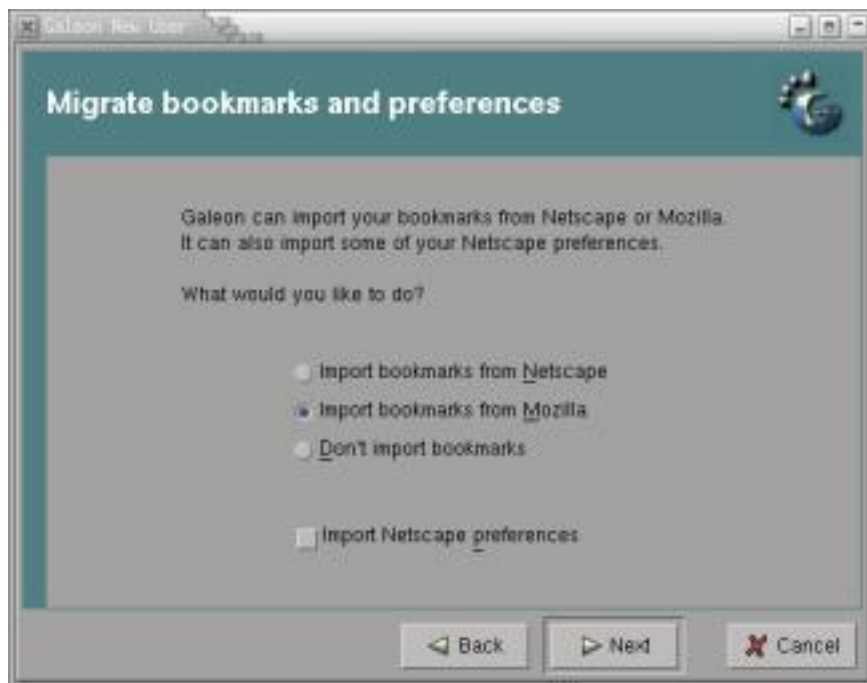 Galeon New User
Migrate bookmarks and preferences
Galeon can import your bookmarks from Netscape or Mozilla.
It can also import some of your Netscape preferences.
What would you like to do?
Import bookmarks from Netscape
Import bookmarks from Mozilla
Don't import bookmarks
Import Netscape preferences
Back
Next
Cancel